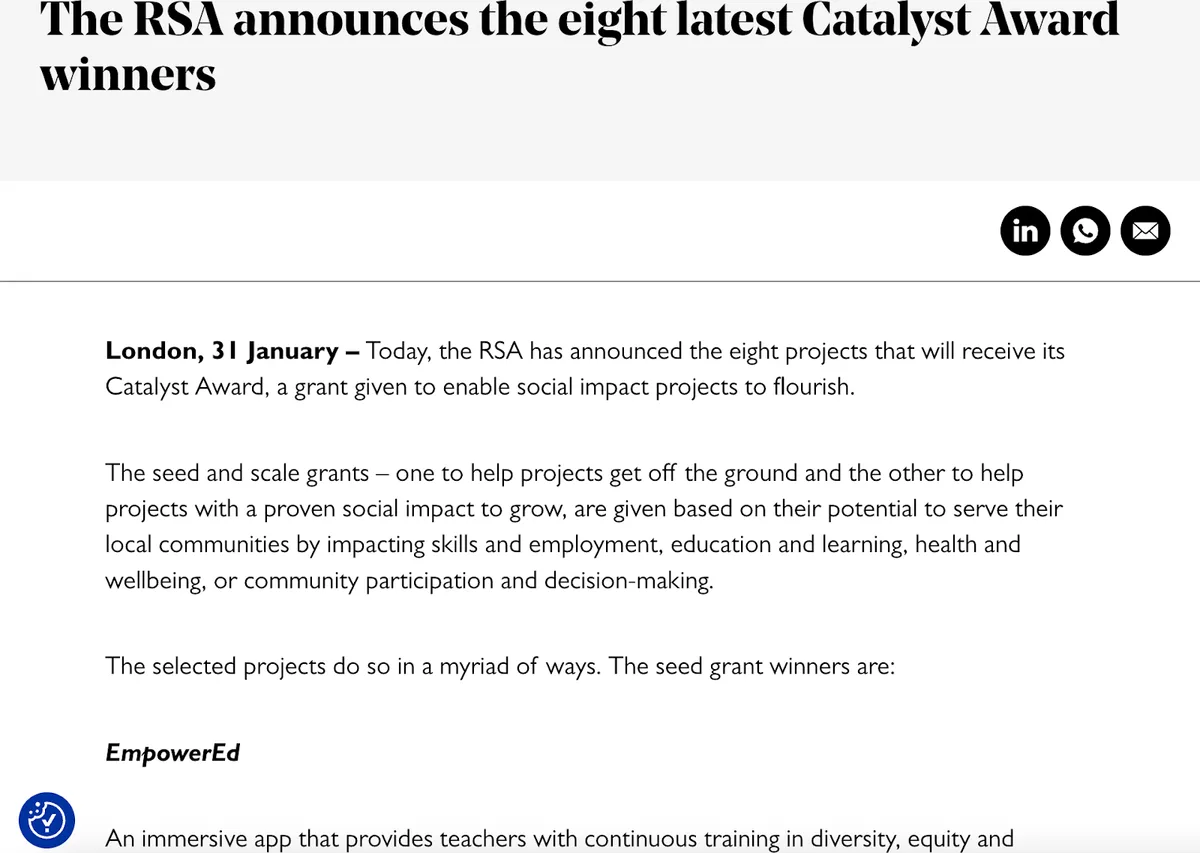 The RSA announces the eight latest Catalyst Award
winners
in
London, 31 January – Today, the RSA has announced the eight projects that will receive its
Catalyst Award, a grant given to enable social impact projects to flourish.
The seed and scale grants – one to help projects get off the ground and the other to help
projects with a proven social impact to grow, are given based on their potential to serve their
local communities by impacting skills and employment, education and learning, health and
wellbeing, or community participation and decision-making.
The selected projects do so in a myriad of ways. The seed grant winners are:
EmpowerEd
An immersive app that provides teachers with continuous training in diversity, equity and